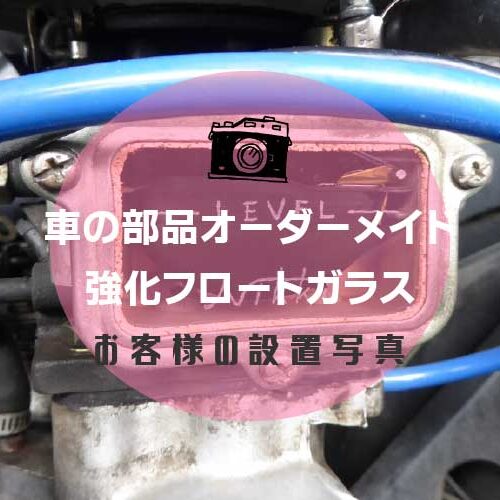 LEVEL
車の部品オーダーメイド
強化フロートガラス
お客様の設置写真